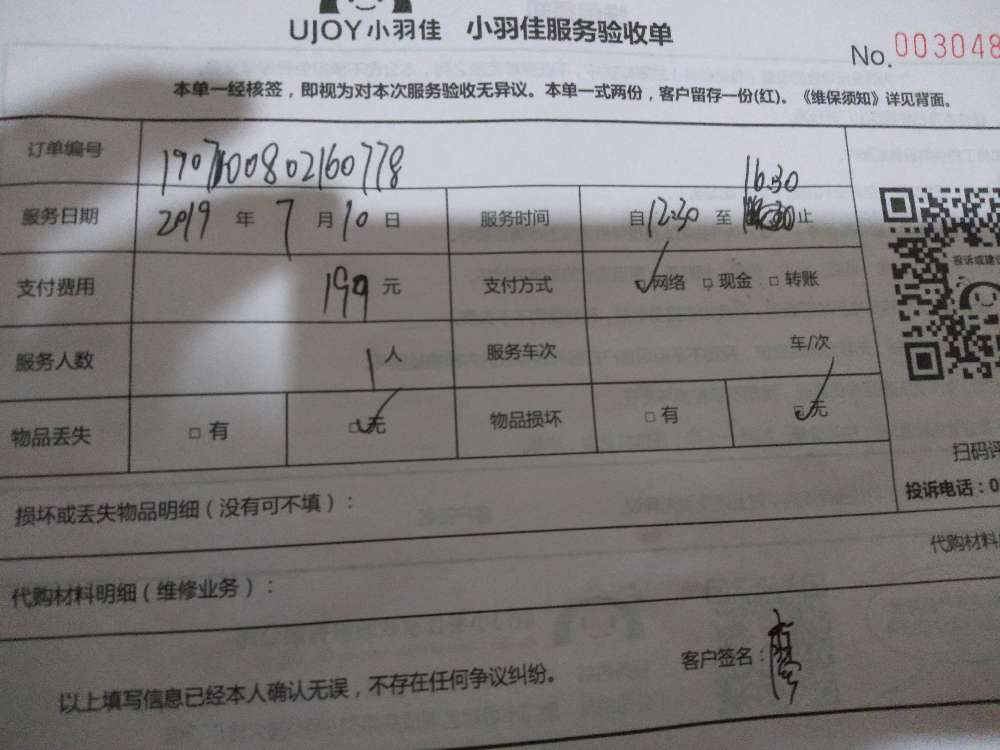 UJOY小羽佳 小羽佳服务验收单
No. 003048
本单一经核签，即视为对本次服务验收无异议。本单一式两份，客户留存一份(红)。《维保须知》详见背面。
订单编号 1907100802160778
16:30
服务日期 2019 年 7 月 10 日 服务时间 自 12:30 至 止
支付费用 199 元 支付方式 网络 □ 现金 □ 转账
服务人数 1 人 服务车次 车/次
物品丢失 □ 有 无 物品损坏 □ 有 无
投诉或建议
扫码评
投诉电话：0
损坏或丢失物品明细（没有可不填）：
代购材料
代购材料明细（维修业务）：
客户签名：
以上填写信息已经本人确认无误，不存在任何争议纠纷。